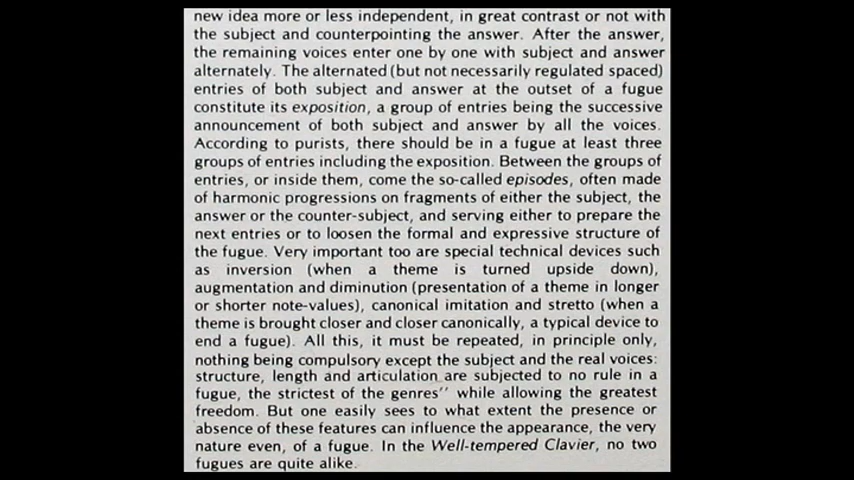 new idea more or less independent, in great contrast or not with
the subject and counterpointing the answer. After the answer,
the remaining voices enter one by one with subject and answer
alternately. The alternated (but not necessarily regulated spaced)
entries of both subject and answer at the outset of a fugue
constitute its exposition, a group of entries being the successive
announcement of both subject and answer by all the voices.
According to purists, there should be in a fugue at least three
groups of entries including the exposition. Between the groups of
entries, or inside them, come the so-called episodes, often made
of harmonic progressions on fragments of either the subject, the
answer or the counter-subject, and serving either to prepare the
next entries or to loosen the formal and expressive structure of
the fugue. Very important too are special technical devices such
as inversion (when a theme is turned upside down),
augmentation and diminution (presentation of a theme in longer
or shorter note-values), canonical imitation and stretto (when a
theme is brought closer and closer canonically, a typical device to
end a fugue). All this, it must be repeated, in principle only,
nothing being compulsory except the subject and the real voices:
structure, length and articulation are subjected to no rule in a
fugue, the strictest of the genres" while allowing the greatest
freedom. But one easily sees to what extent the presence or
absence of these features can influence the appearance, the very
nature even, of a fugue. In the Well-tempered Clavier, no two
fugues are quite alike.